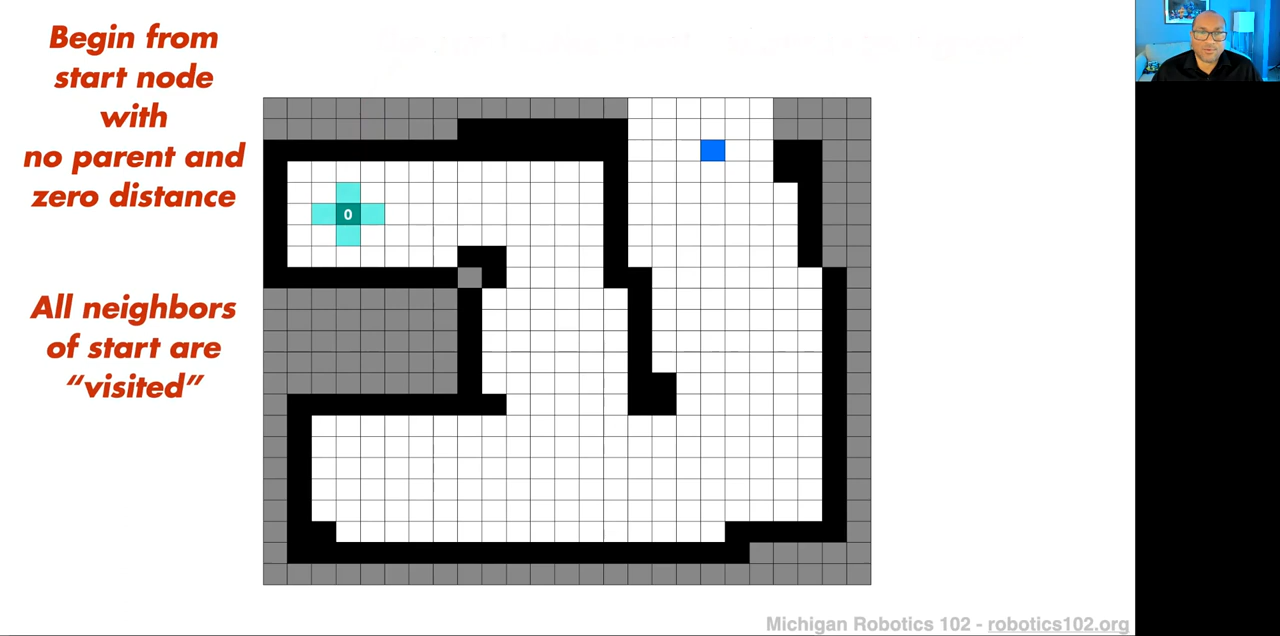 Begin from
start node
with
no parent and
zero distance
All neighbors
of start are
“visited”
0
Michigan Robotics 102 - robotics102.org